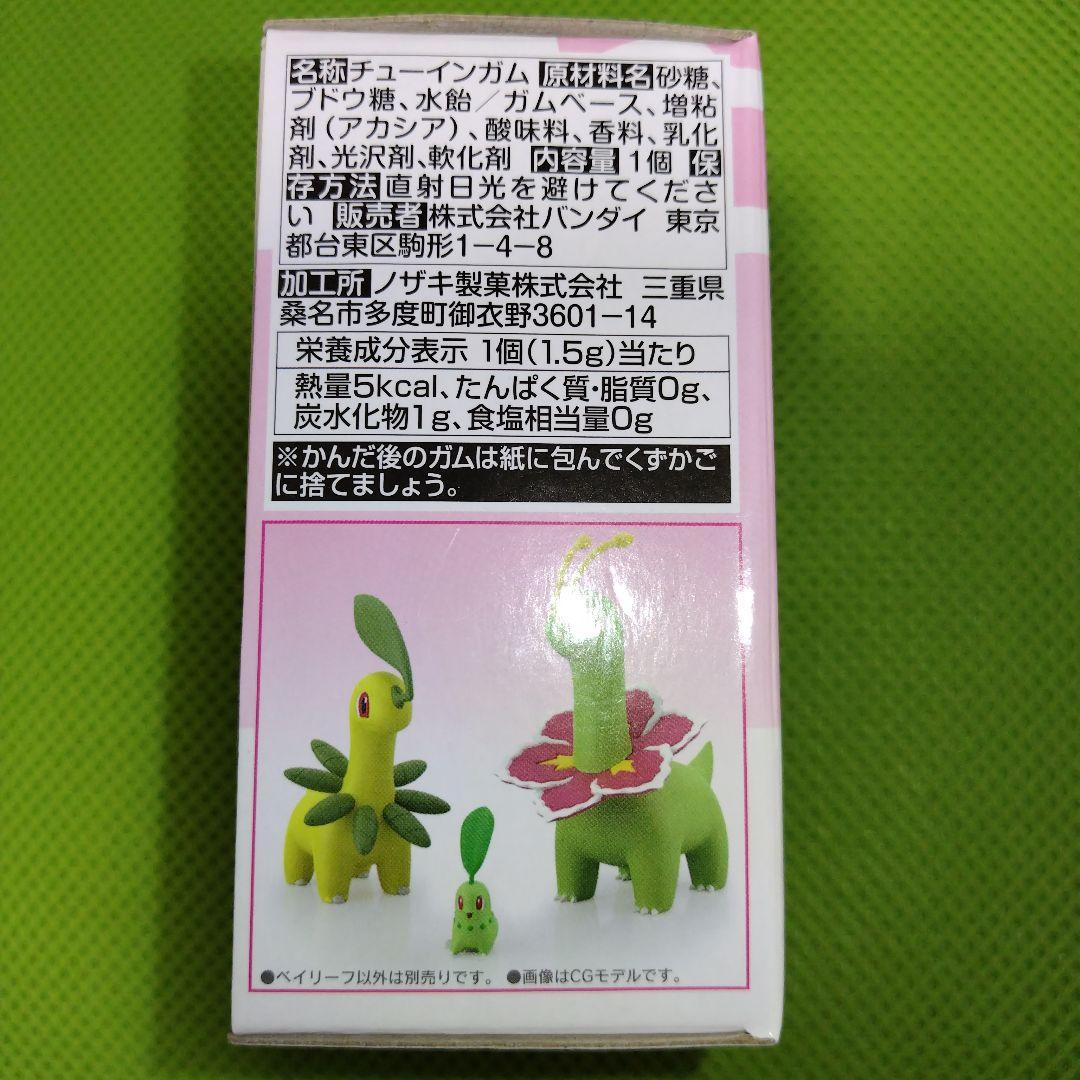 名称チューインガム 原材料名砂糖、
ブドウ糖、水飴／ガムベース、増粘
剤(アカシア)、酸味料、香料、乳化
剤、光沢剤、軟化剤 内容量 1個 保
存方法 直射日光を避けてくださ
い 販売者 株式会社バンダイ 東京
都台東区駒形1−4−8
加工所 ノザキ製菓株式会社 三重県
桑名市多度町御衣野3601−14
栄養成分表示 1個(1.5g)当たり
熱量5kcal、たんぱく質・脂質0g、
炭水化物1g、食塩相当量0g
※かんだ後のガムは紙に包んでくずかご
に捨てましょう。
●ベイリーフ以外は別売りです。 ●画像はCGモデルです。